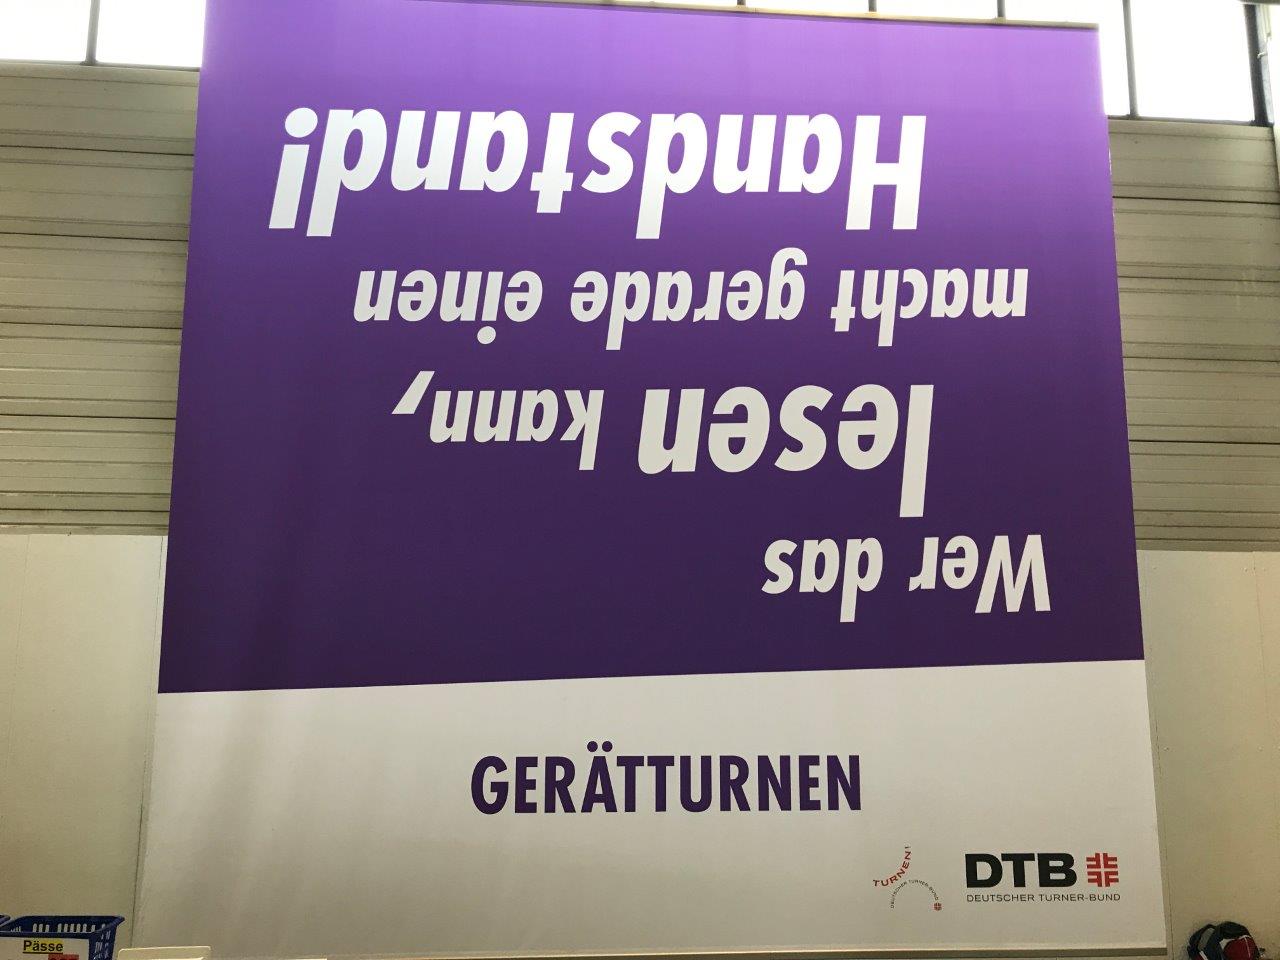 Wer das
lesen kann,
macht gerade einen
Handstand!
GERÄTTURNEN
TURNEN!
DEUTSCHER TURNER-BUND
DTB
DEUTSCHER TURNER-BUND
Pässe